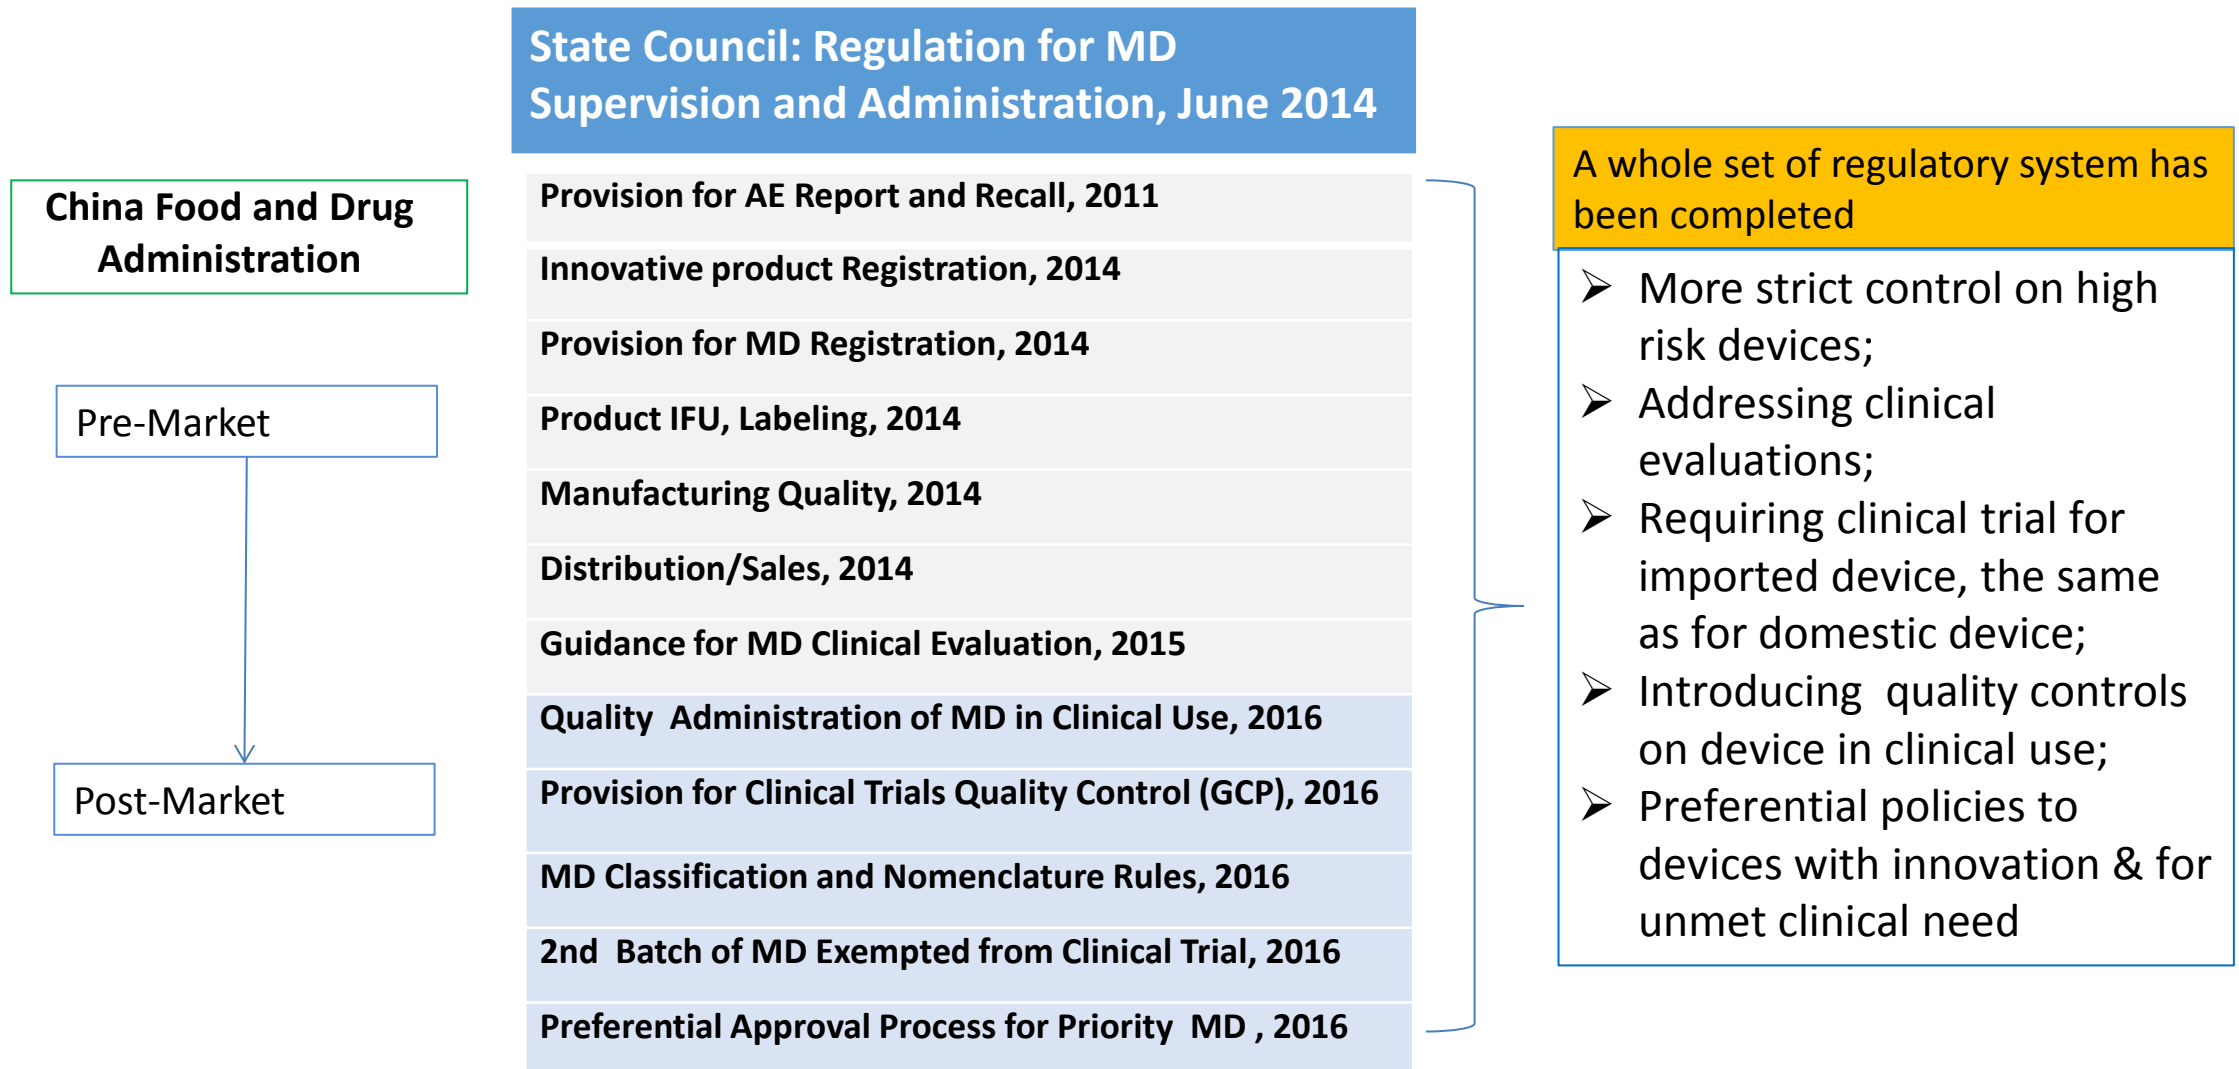 State Council: Regulation for MD
Supervision and Administration, June 2014
China Food and Drug
Administration
Pre-Market
Post-Market
Provision for AE Report and Recall, 2011
Innovative product Registration, 2014
Provision for MD Registration, 2014
Product IFU, Labeling, 2014
Manufacturing Quality, 2014
Distribution/Sales, 2014
Guidance for MD Clinical Evaluation, 2015
Quality  Administration of MD in Clinical Use, 2016
Provision for Clinical Trials Quality Control (GCP), 2016
MD Classification and Nomenclature Rules, 2016
2nd  Batch of MD Exempted from Clinical Trial, 2016
Preferential Approval Process for Priority  MD , 2016
A whole set of regulatory system has
been completed
➢ More strict control on high
risk devices;
➢ Addressing clinical
evaluations;
➢ Requiring clinical trial for
imported device, the same
as for domestic device;
➢ Introducing  quality controls
on device in clinical use;
➢ Preferential policies to
devices with innovation & for
unmet clinical need